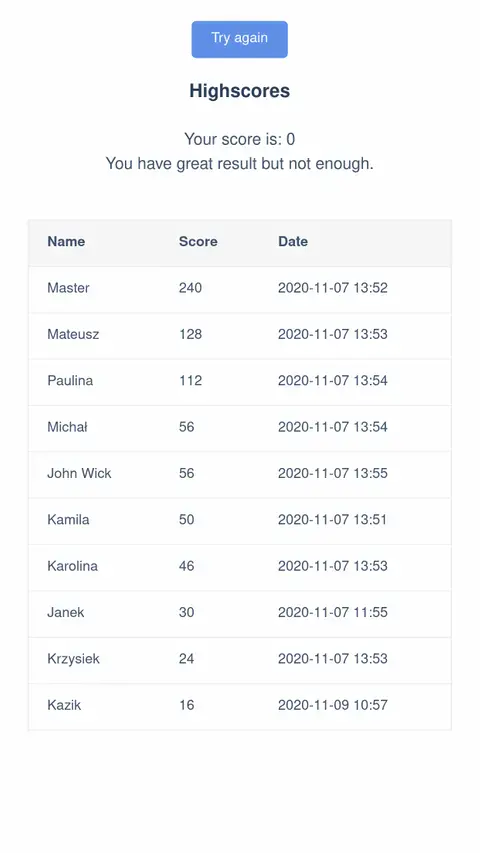 Try again
Highscores
Your score is: 0
You have great result but not enough.
Name Score Date
Master 240 2020-11-07 13:52
Mateusz 128 2020-11-07 13:53
Paulina 112 2020-11-07 13:54
Michał 56 2020-11-07 13:54
John Wick 56 2020-11-07 13:55
Kamila 50 2020-11-07 13:51
Karolina 46 2020-11-07 13:53
Janek 30 2020-11-07 11:55
Krzysiek 24 2020-11-07 13:53
Kazik 16 2020-11-09 10:57